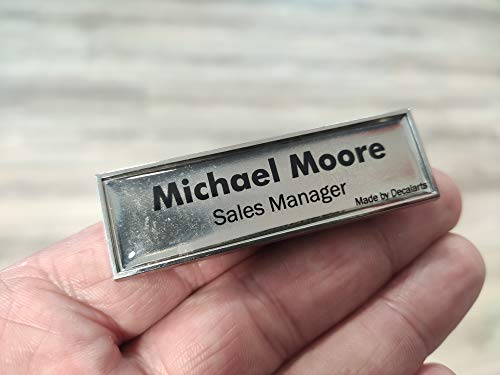 Michael Moore
Sales Manager
Made by Decalarts